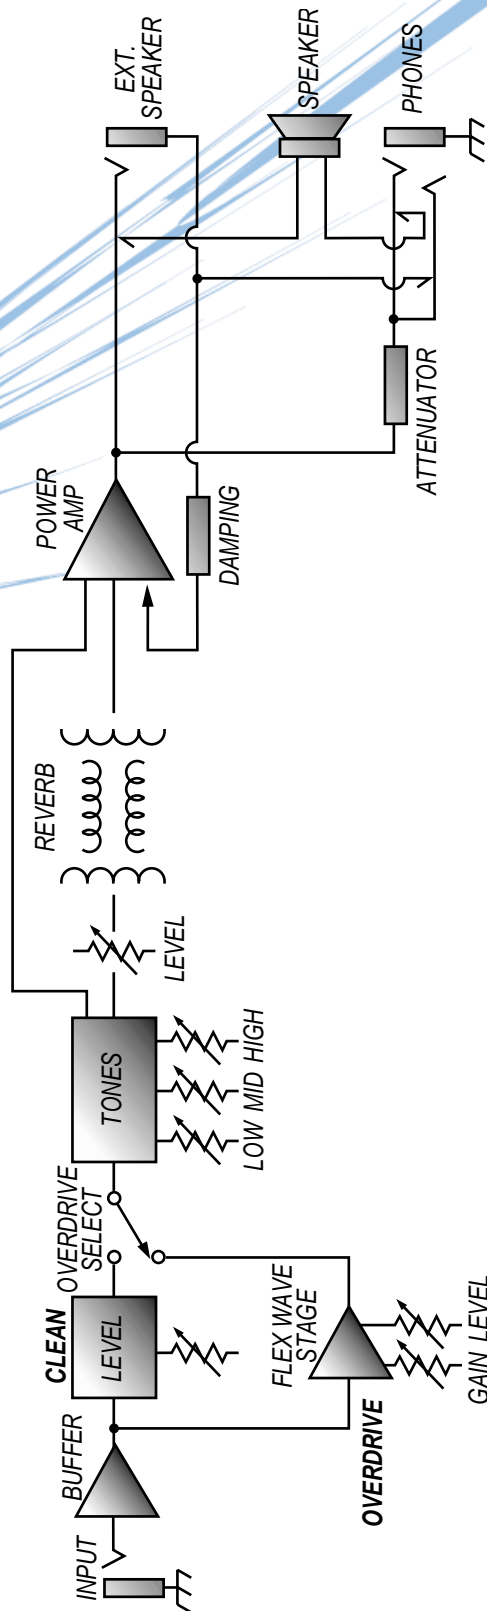 INPUT
BUFFER
CLEAN
LEVEL
OVERDRIVE
SELECT
FLEX WAVE
STAGE
OVERDRIVE
GAIN LEVEL
TONES
LOW MID HIGH
LEVEL
REVERB
POWER
AMP
DAMPING
ATTENUATOR
EXT.
SPEAKER
SPEAKER
PHONES